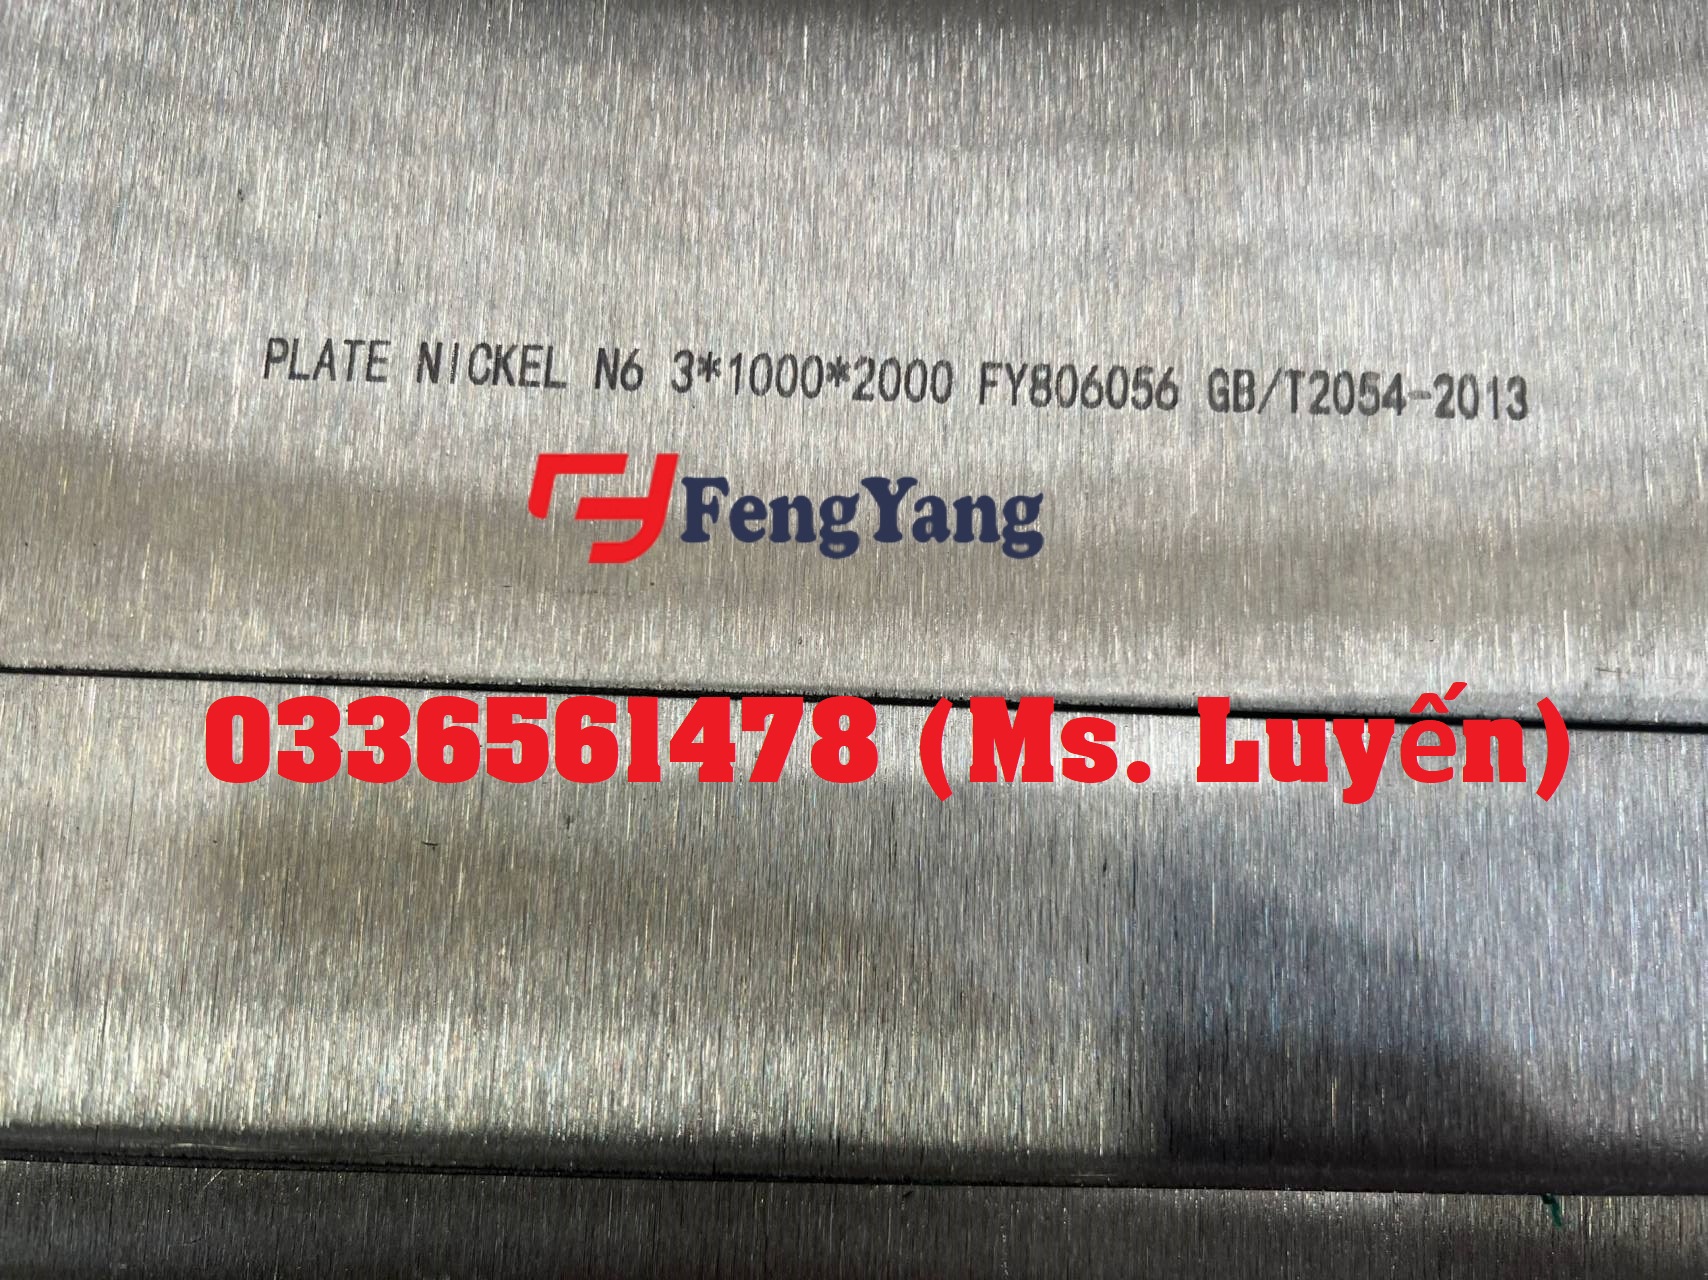 PLATE NICKEL N6 3*1000*2000 FY806056 GB/T2054-2013
FengYang
0336561478 (Ms. Luyến)